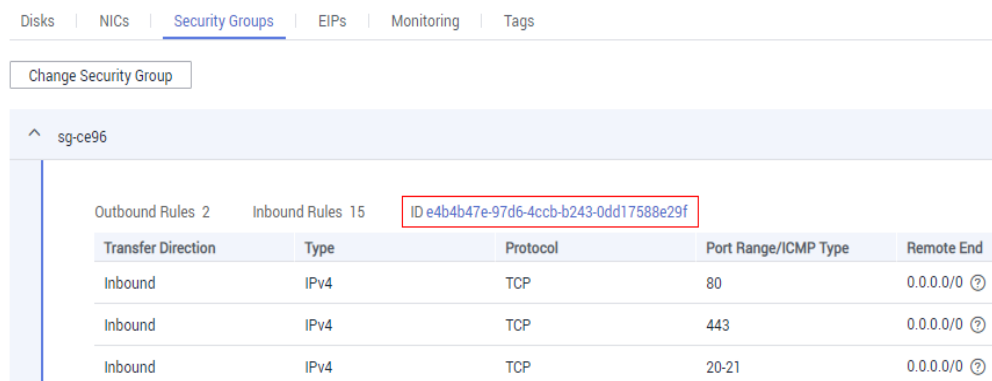 Disks NICs Security Groups EIPs Monitoring Tags
Change Security Group
sg-ce96
Outbound Rules 2 Inbound Rules 15 ID e4b4b47e-97d6-4ccb-b243-0dd17588e29f
Transfer Direction Type Protocol Port Range/ICMP Type Remote End
Inbound IPv4 TCP 80 0.0.0.0/0 ?
Inbound IPv4 TCP 443 0.0.0.0/0 ?
Inbound IPv4 TCP 20-21 0.0.0.0/0 ?